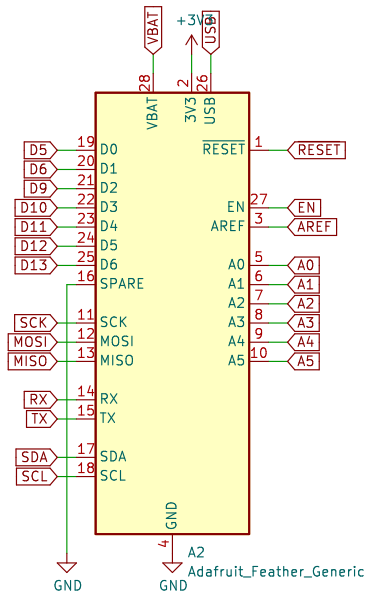 +3V3
VBAT
USB
28
2
26
VBAT
3V3
USB
D5 19 D0
RESET 1 RESET
D6 20 D1
D9 21 D2
D10 22 D3
EN 27 EN
D11 23 D4
AREF 3 AREF
D12 24 D5
D13 25 D6
A0 5 A0
16 SPARE
A1 6 A1
A2 7 A2
SCK 11 SCK
A3 8 A3
MOSI 12 MOSI
A4 9 A4
MISO 13 MISO
A5 10 A5
RX 14 RX
TX 15 TX
SDA 17 SDA
SCL 18 SCL
GND
4
A2
Adafruit_Feather_Generic
GND
GND